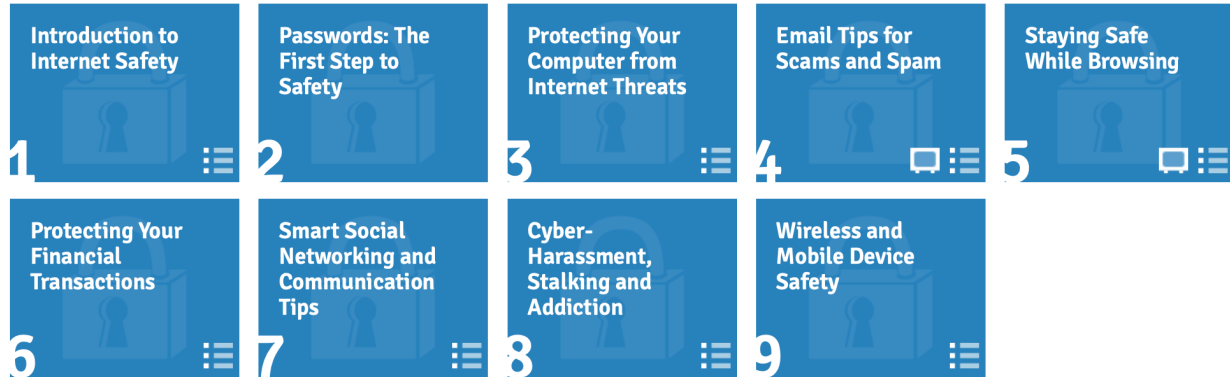 Introduction to
Internet Safety
1
Passwords: The
First Step to
Safety
2
Protecting Your
Computer from
Internet Threats
3
Email Tips for
Scams and Spam
4
Staying Safe
While Browsing
5
Protecting Your
Financial
Transactions
6
Smart Social
Networking and
Communication
Tips
7
Cyber-
Harassment,
Stalking and
Addiction
8
Wireless and
Mobile Device
Safety
9